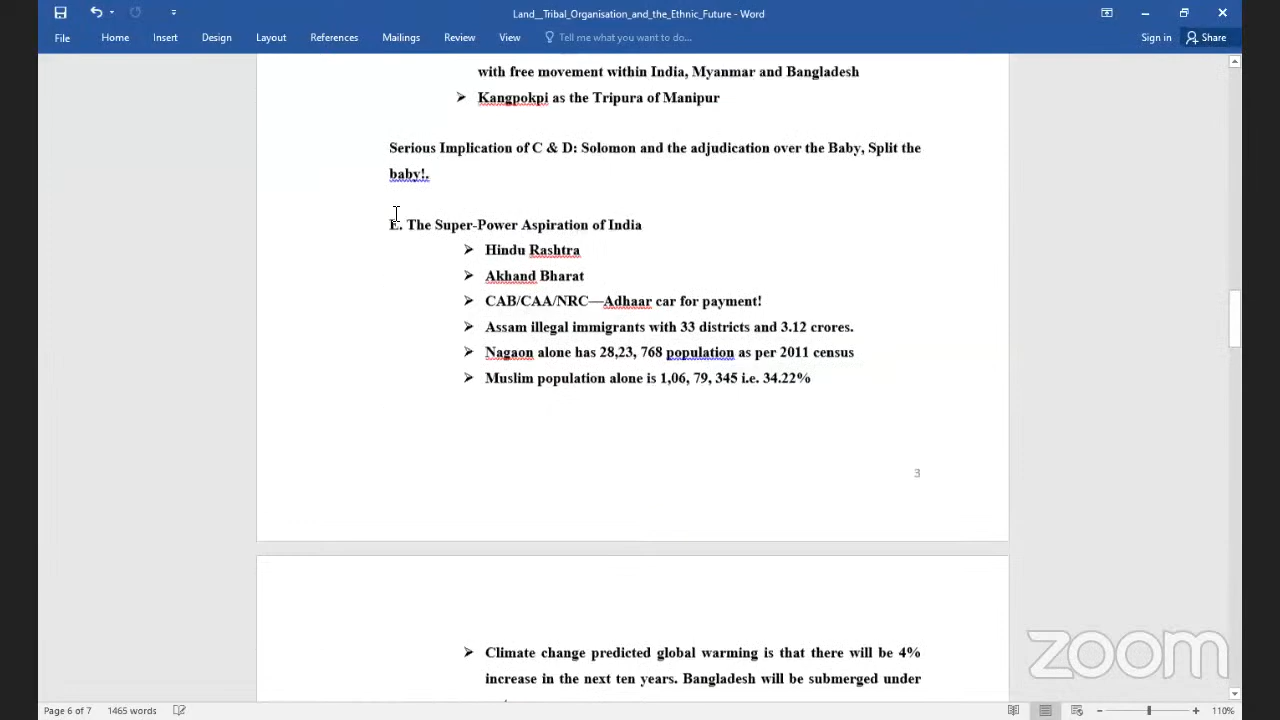 Land__Tribal_Organisation_and_the_Ethnic_Future - Word
File Home Insert Design Layout References Mailings Review View Tell me what you want to do... Sign in Share
with free movement within India, Myanmar and Bangladesh
➢ Kangpokpi as the Tripura of Manipur
Serious Implication of C & D: Solomon and the adjudication over the Baby, Split the
baby!.
E. The Super-Power Aspiration of India
➢ Hindu Rashtra
➢ Akhand Bharat
➢ CAB/CAA/NRC—Adhaar car for payment!
➢ Assam illegal immigrants with 33 districts and 3.12 crores.
➢ Nagaon alone has 28,23, 768 population as per 2011 census
➢ Muslim population alone is 1,06, 79, 345 i.e. 34.22%
3
➢ Climate change predicted global warming is that there will be 4%
increase in the next ten years. Bangladesh will be submerged under
zoom
Page 6 of 7 1465 words 110%